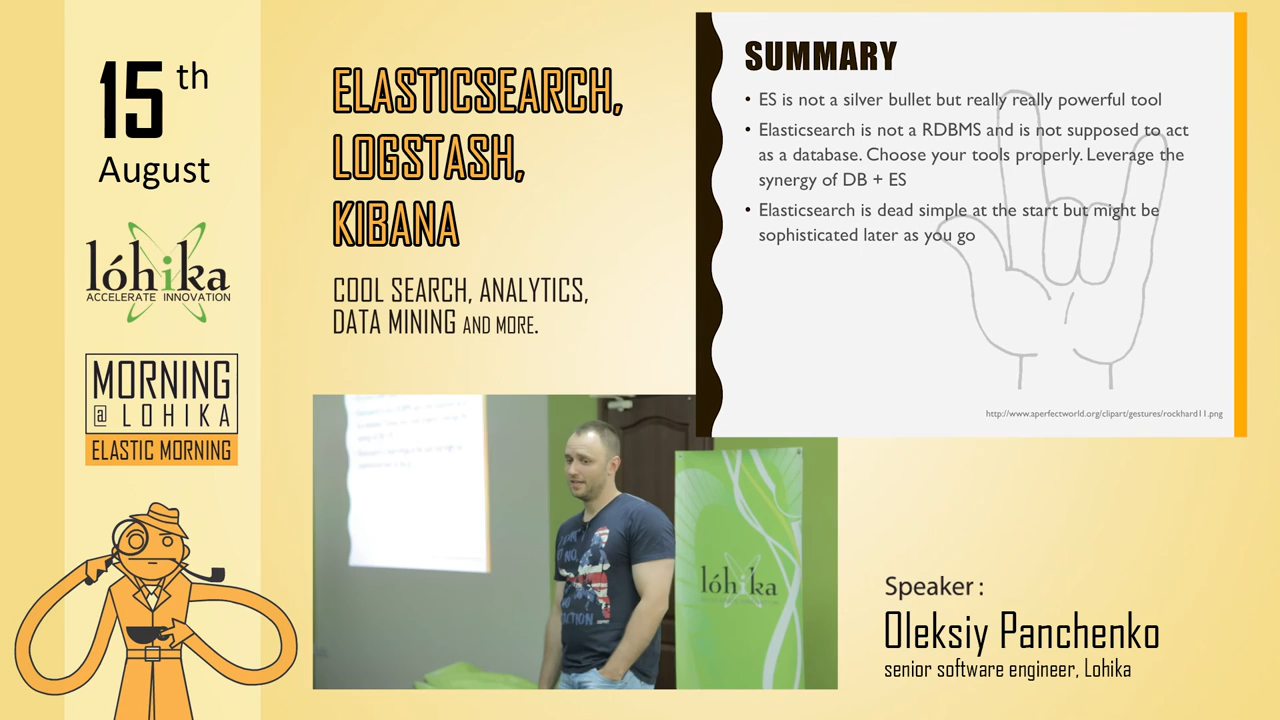 15 th
August
lóhika
ACCELERATE INNOVATION
MORNING
@ LOHIKA
ELASTIC MORNING
ELASTICSEARCH,
LOGSTASH,
KIBANA
COOL SEARCH, ANALYTICS,
DATA MINING AND MORE.
SUMMARY
• ES is not a silver bullet but really really powerful tool
• Elasticsearch is not a RDBMS and is not supposed to act
as a database. Choose your tools properly. Leverage the
synergy of DB + ES
• Elasticsearch is dead simple at the start but might be
sophisticated later as you go
http://www.aperfectworld.org/clipart/gestures/rockhard11.png
lóhika
Speaker :
Oleksiy Panchenko
senior software engineer, Lohika